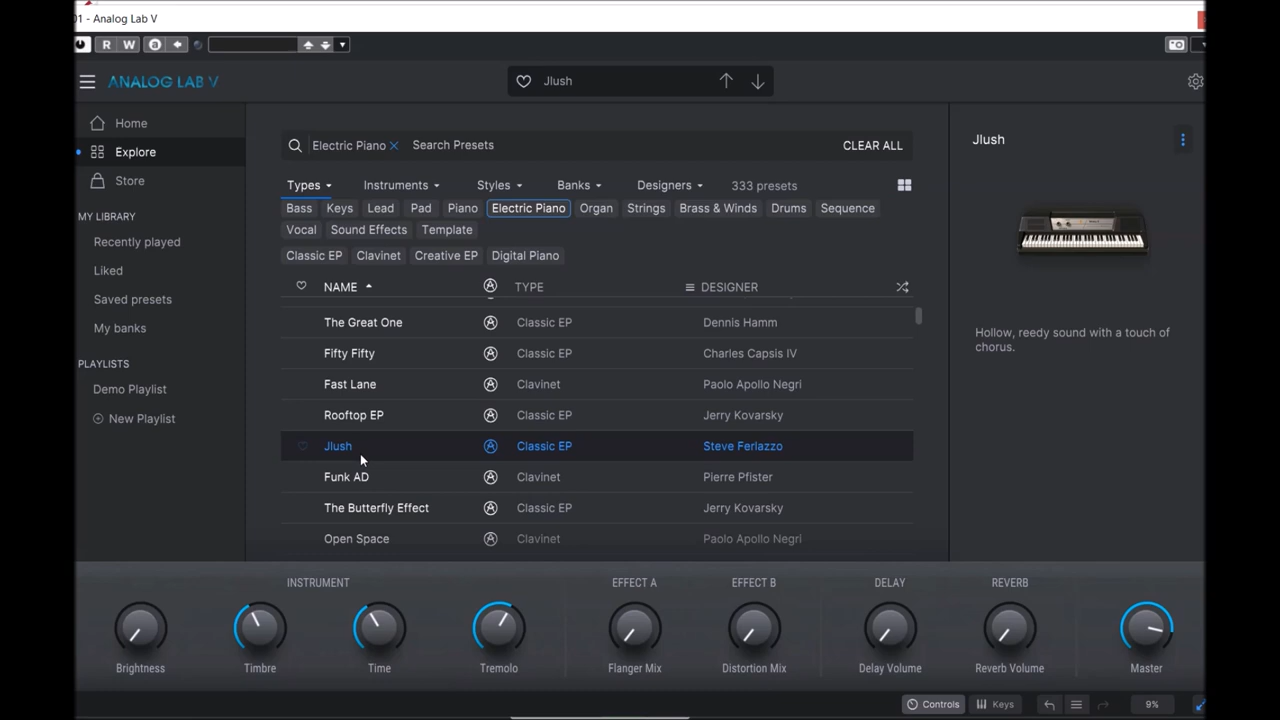 01 - Analog Lab V
R W
ANALOG LAB V
Jlush
Home
Explore
Store
MY LIBRARY
Recently played
Liked
Saved presets
My banks
PLAYLISTS
Demo Playlist
New Playlist
Electric Piano Search Presets CLEAR ALL
Types Instruments Styles Banks Designers 333 presets
Bass Keys Lead Pad Piano Electric Piano Organ Strings Brass & Winds Drums Sequence
Vocal Sound Effects Template
Classic EP Clavinet Creative EP Digital Piano
NAME TYPE DESIGNER
The Great One Classic EP Dennis Hamm
Fifty Fifty Classic EP Charles Capsis IV
Fast Lane Clavinet Paolo Apollo Negri
Rooftop EP Classic EP Jerry Kovarsky
Jlush Classic EP Steve Ferlazzo
Funk AD Clavinet Pierre Pfister
The Butterfly Effect Classic EP Jerry Kovarsky
Open Space Clavinet Paolo Apollo Negri
Jlush
Hollow, reedy sound with a touch of
chorus.
INSTRUMENT EFFECT A EFFECT B DELAY REVERB
Brightness Timbre Time Tremolo Flanger Mix Distortion Mix Delay Volume Reverb Volume Master
Controls Keys 9%